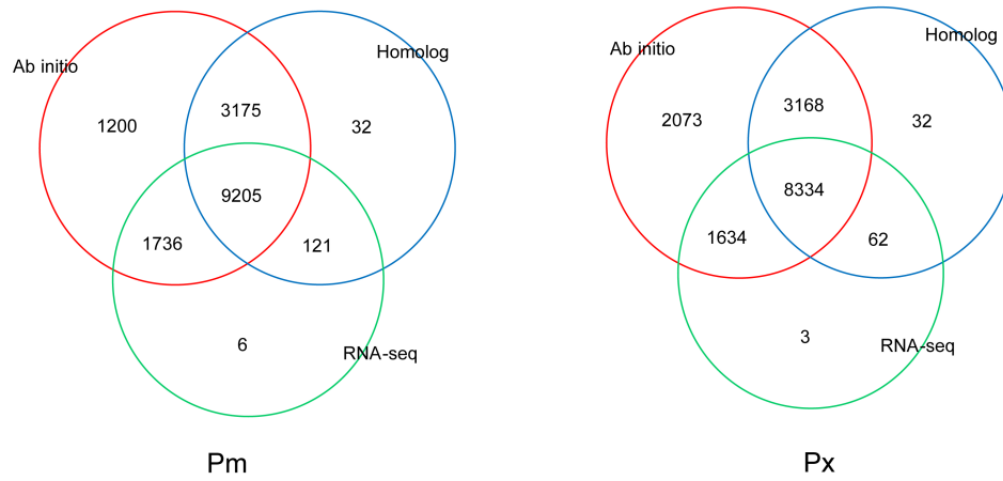 Ab initio
Homolog
1200
3175
32
9205
1736
121
6
RNA-seq
Pm
Ab initio
Homolog
2073
3168
32
8334
1634
62
3
RNA-seq
Px